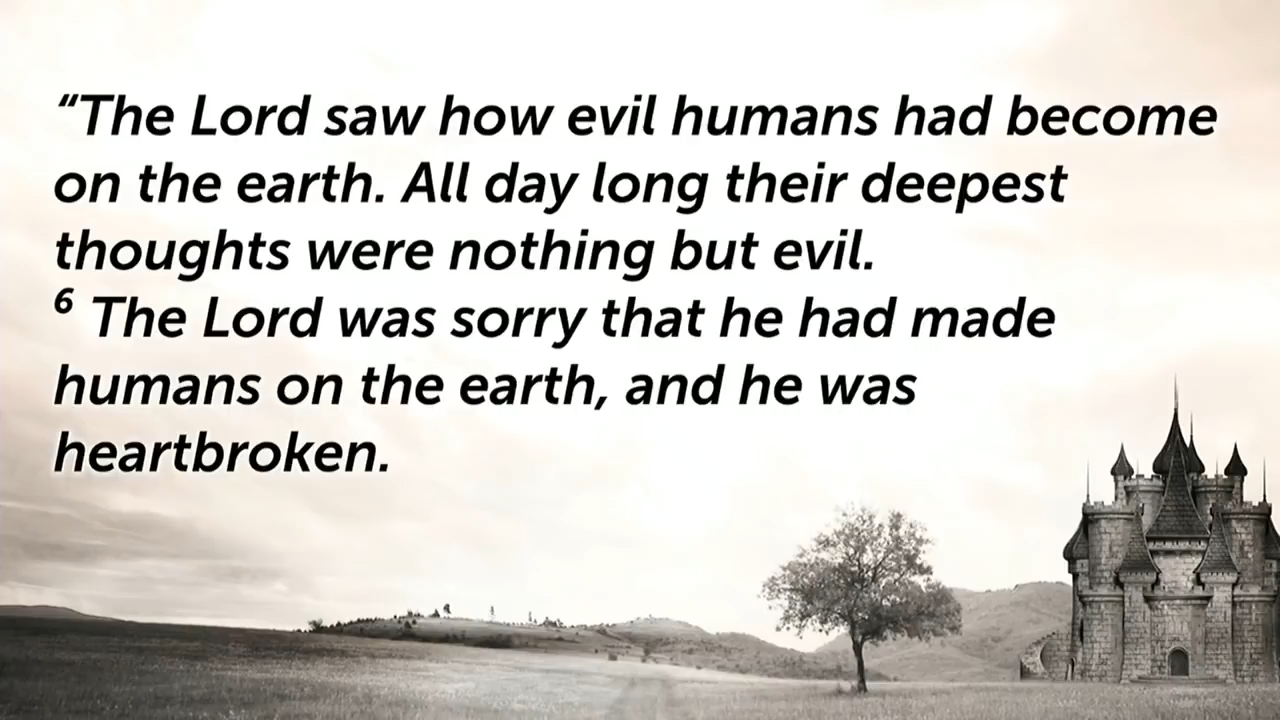 “The Lord saw how evil humans had become
on the earth. All day long their deepest
thoughts were nothing but evil.
⁶ The Lord was sorry that he had made
humans on the earth, and he was
heartbroken.